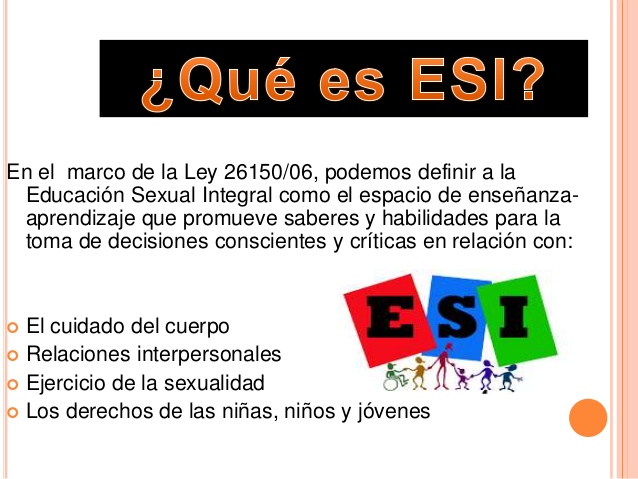 ¿Qué es ESI?
En el marco de la Ley 26150/06, podemos definir a la
Educación Sexual Integral como el espacio de enseñanza-
aprendizaje que promueve saberes y habilidades para la
toma de decisiones conscientes y críticas en relación con:
E S I
El cuidado del cuerpo
Relaciones interpersonales
Ejercicio de la sexualidad
Los derechos de las niñas, niños y jóvenes